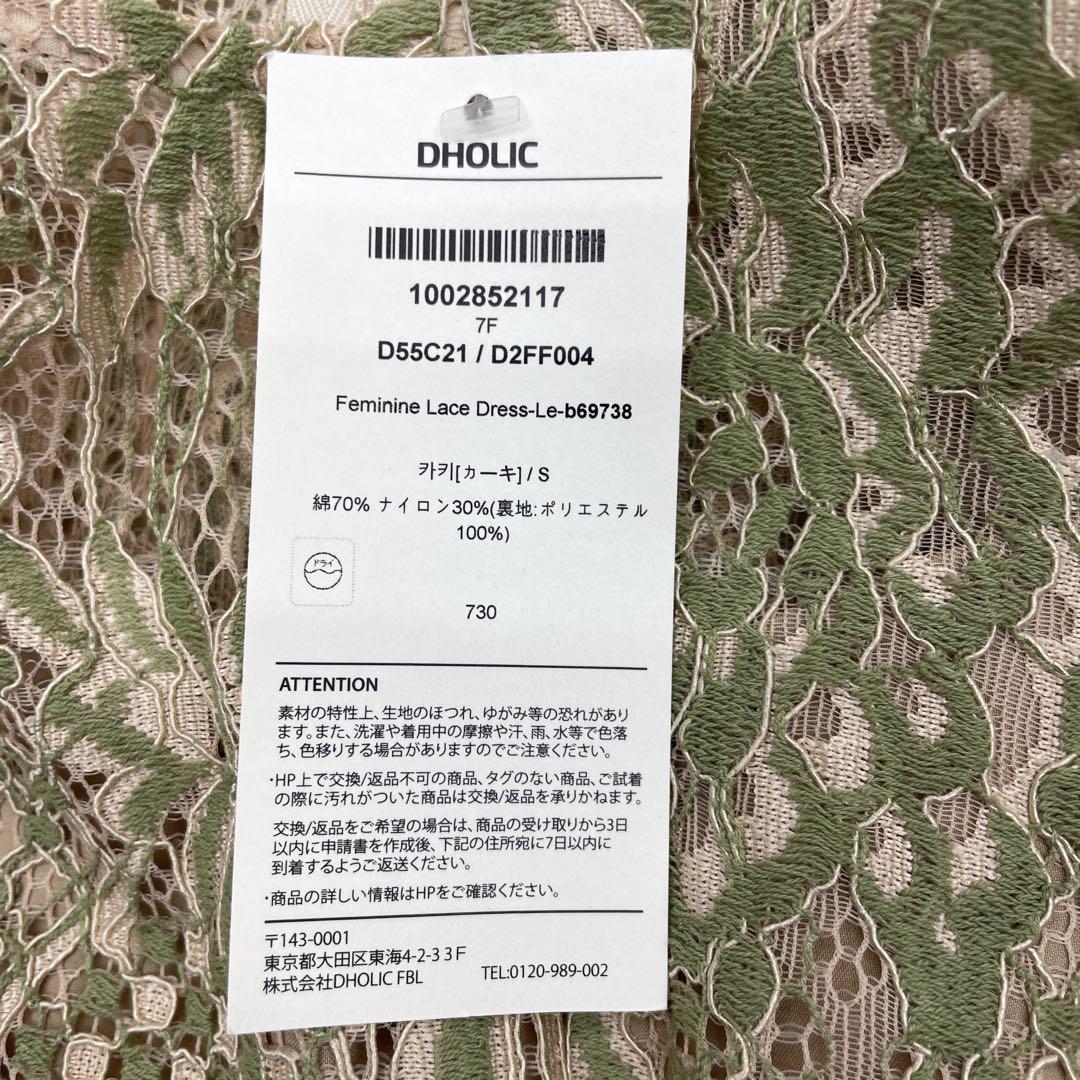 DHOLIC
1002852117
7F
D55C21 / D2FF004
Feminine Lace Dress-Le-b69738
카키[カーキ] / S
綿70% ナイロン30%(裏地:ポリエステル
100%)
ドライ
730
ATTENTION
素材の特性上、生地のほつれ、ゆがみ等の恐れがあり
ます。また、洗濯や着用中の摩擦や汗、雨、水等で色落
ち、色移りする場合がありますのでご注意ください。
・HP上で交換/返品不可の商品、タグのない商品、ご試着
の際に汚れがついた商品は交換/返品を承りかねます。
交換/返品をご希望の場合は、商品の受け取りから3日
以内に申請書を作成後、下記の住所宛に7日以内に
到着するようご返送ください。
・商品の詳しい情報はHPをご確認ください。
〒143-0001
東京都大田区東海4-2-3 3F
株式会社DHOLIC FBL TEL:0120-989-002